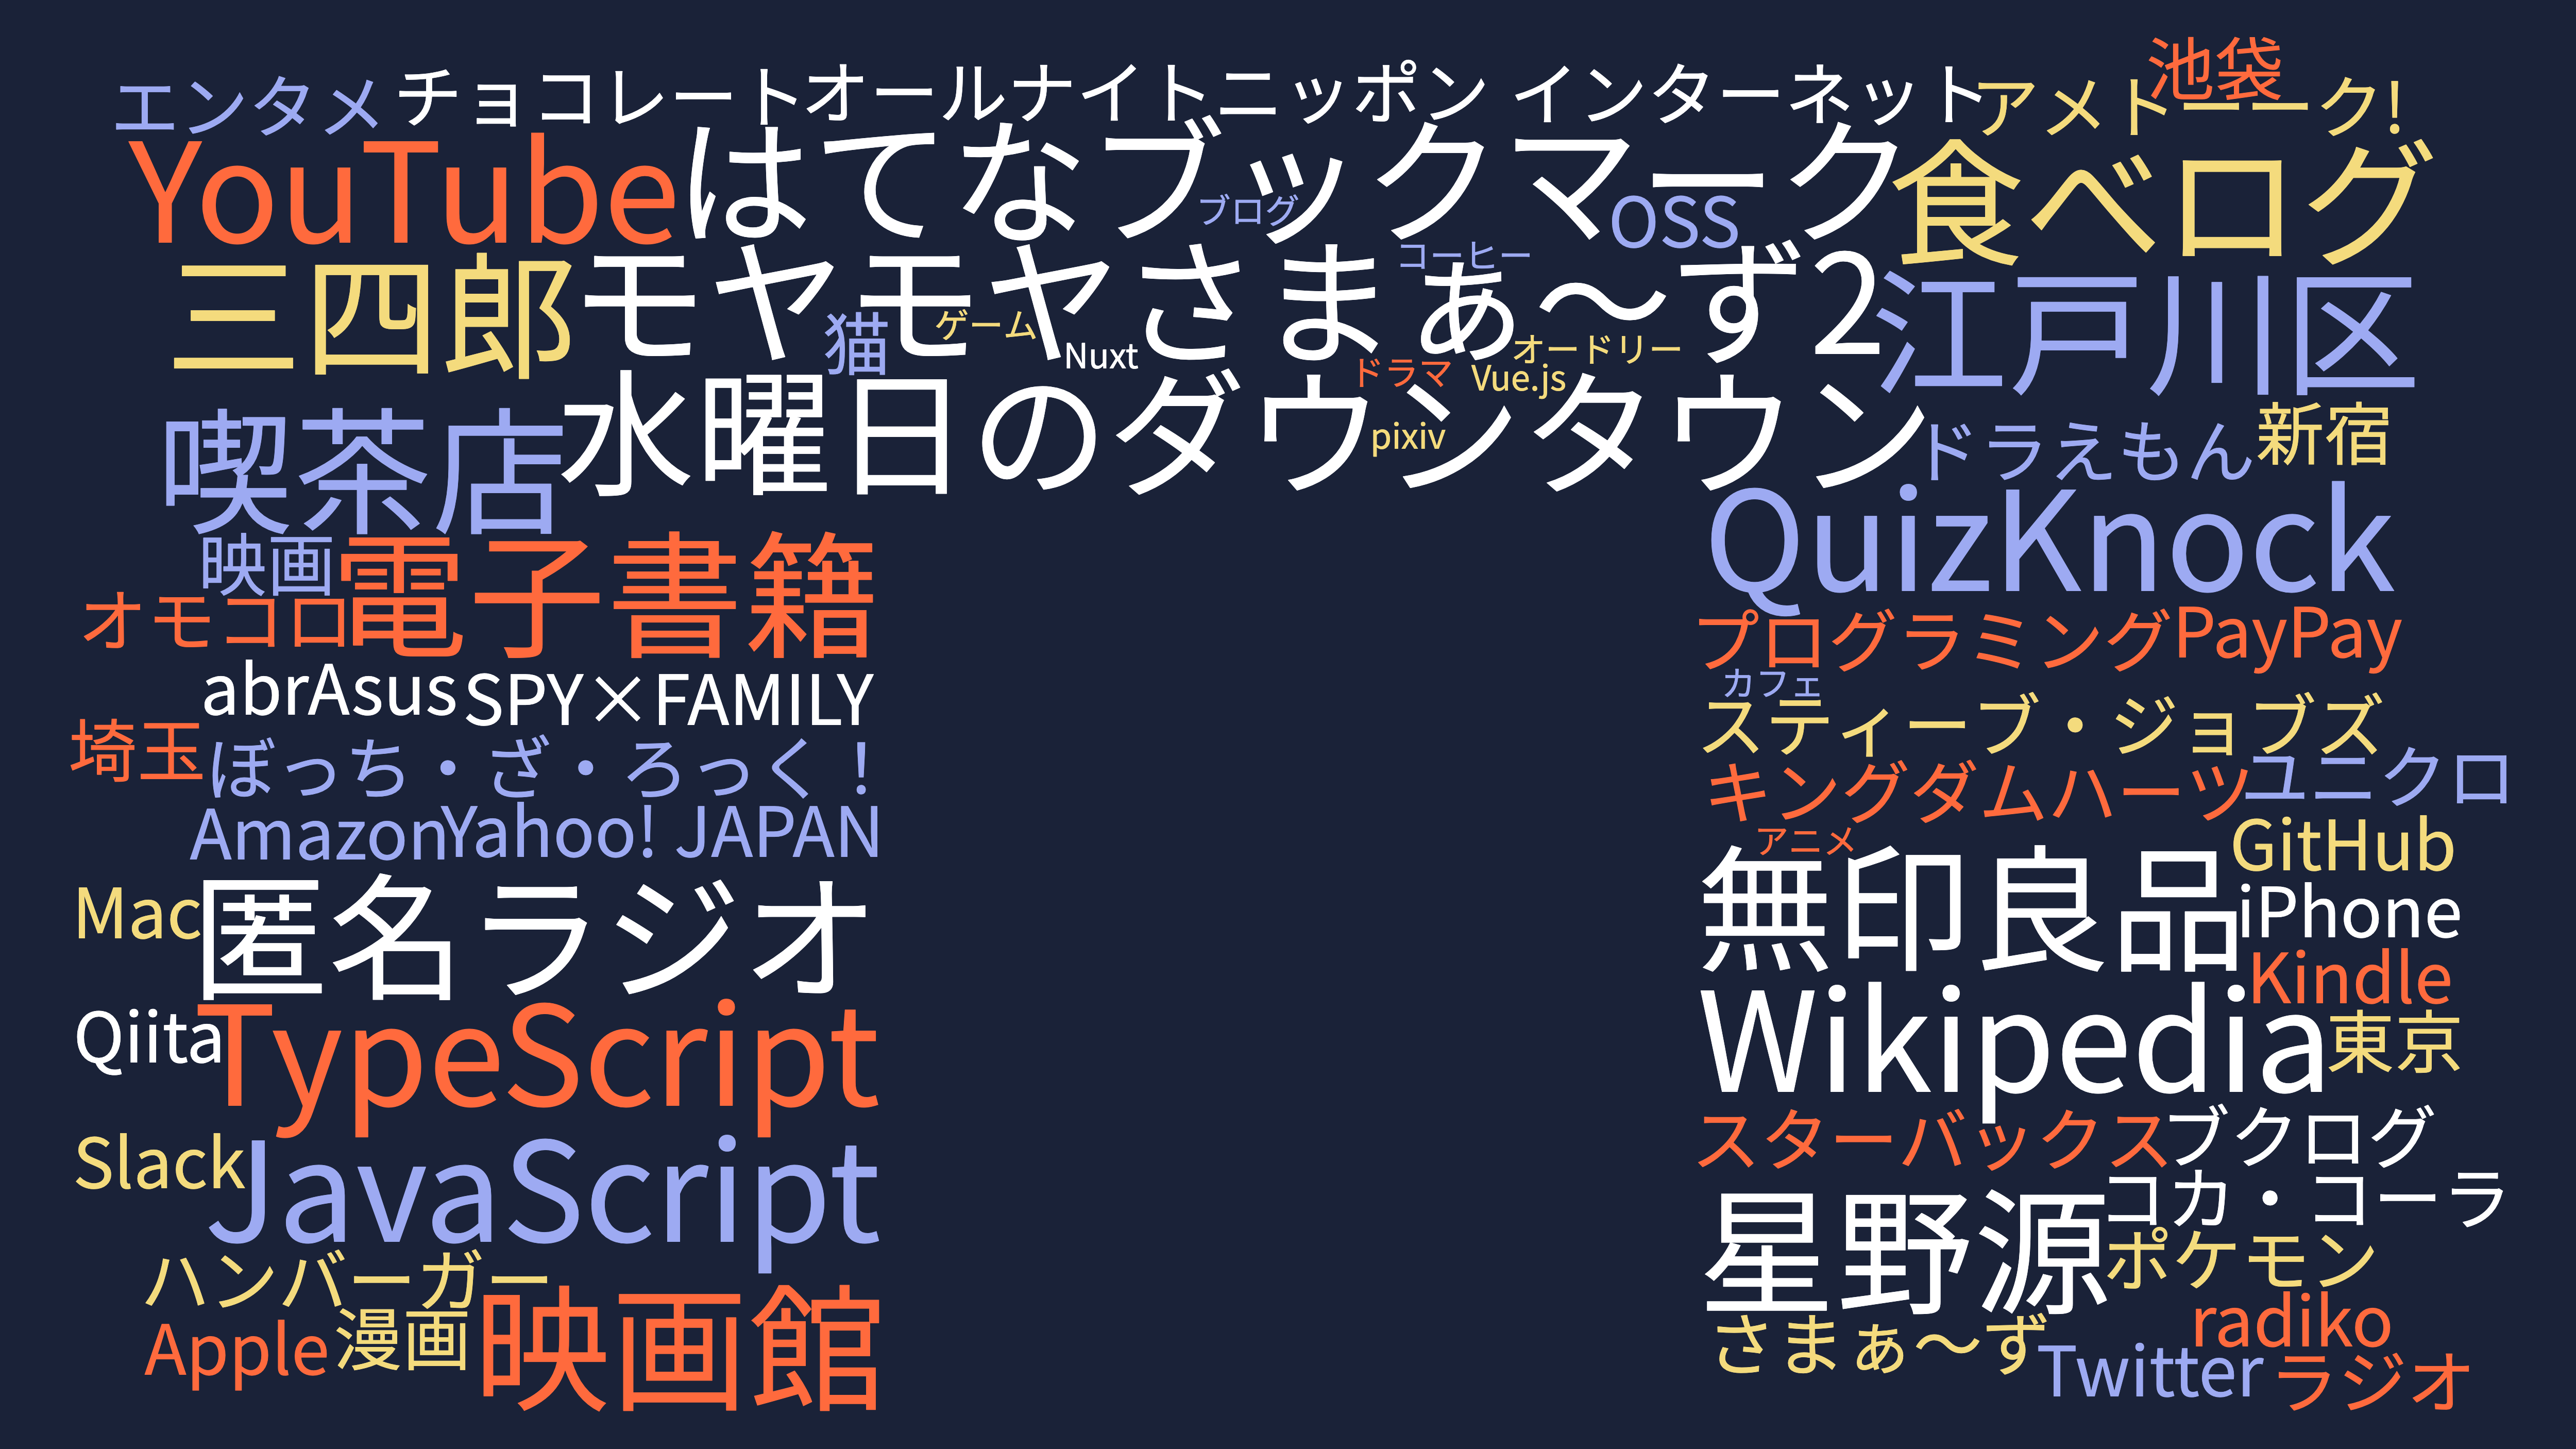 池袋
エンタメ
チョコレート
オールナイトニッポン
インターネット
アメトーーク!
YouTube
はてなブックマーク
食べログ
ブログ
OSS
三四郎
モヤモヤさまぁ〜ず2
コーヒー
江戸川区
猫
ゲーム
Nuxt
オードリー
ドラマ
Vue.js
喫茶店
水曜日のダウンタウン
pixiv
ドラえもん
新宿
映画
電子書籍
QuizKnock
オモコロ
プログラミング
PayPay
abrAsus
SPY×FAMILY
カフェ
スティーブ・ジョブズ
埼玉
ぼっち・ざ・ろっく！
キングダムハーツ
ユニクロ
Amazon
Yahoo! JAPAN
アニメ
GitHub
Mac
匿名ラジオ
無印良品
iPhone
Kindle
Qiita
TypeScript
Wikipedia
東京
Slack
JavaScript
スターバックス
ブクログ
コカ・コーラ
星野源
ポケモン
ハンバーガー
Apple
漫画
映画館
さまぁ〜ず
radiko
Twitter
ラジオ